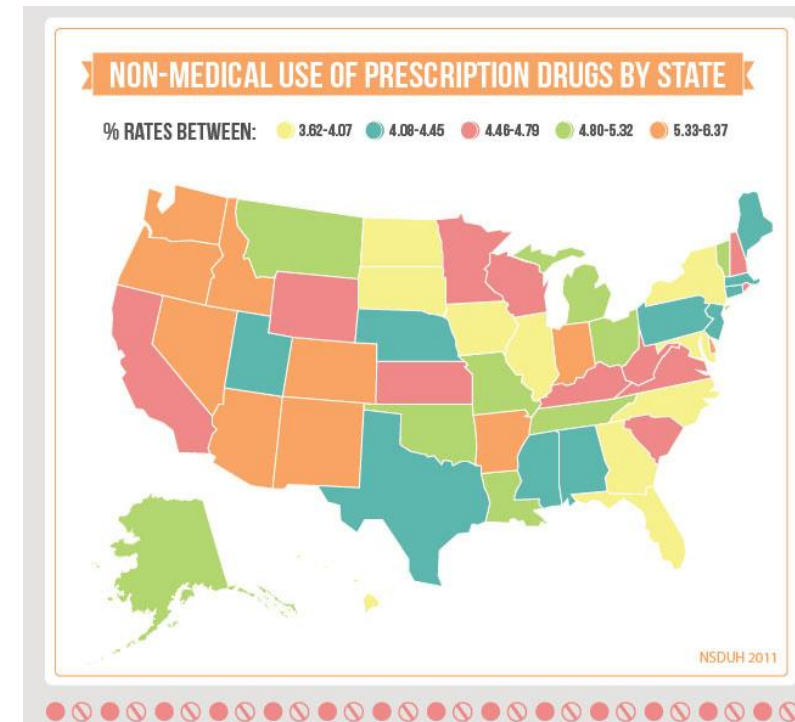 NON-MEDICAL USE OF PRESCRIPTION DRUGS BY STATE
% RATES BETWEEN: 3.62-4.07 4.08-4.45 4.46-4.79 4.80-5.32 5.33-6.37
NSDUH 2011